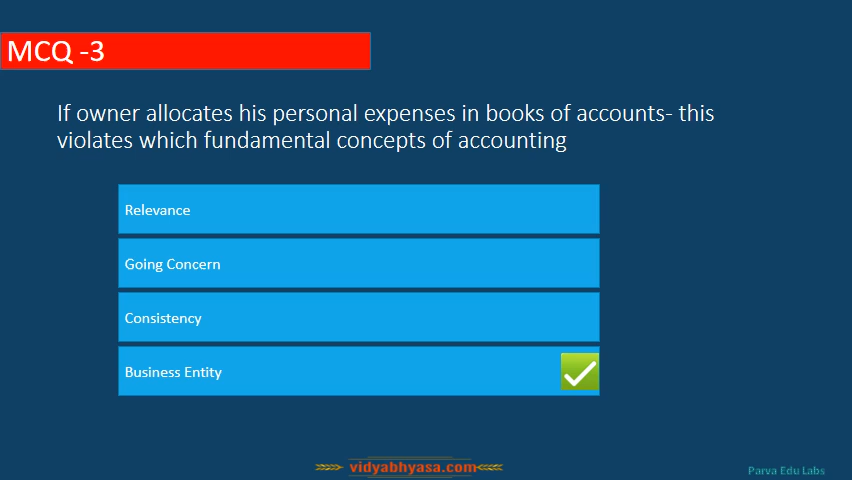 MCQ -3
If owner allocates his personal expenses in books of accounts- this
violates which fundamental concepts of accounting
Relevance
Going Concern
Consistency
Business Entity
vidyabhyasa.com
Parva Edu Labs